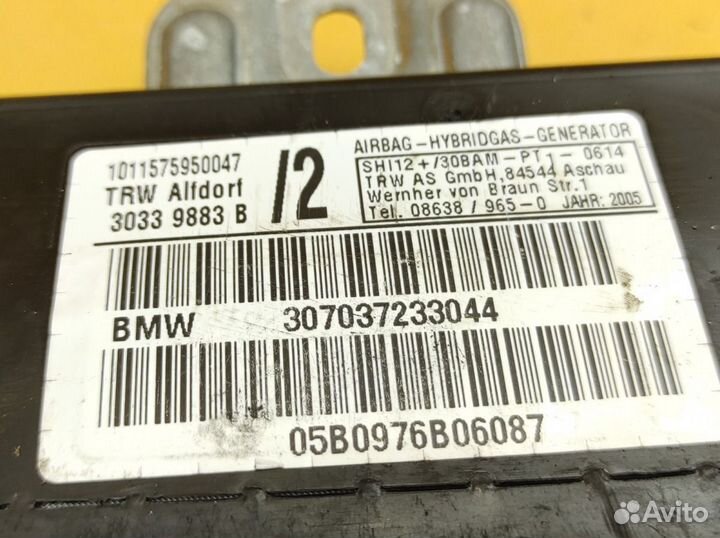 1011575950047
TRW Alfdorf
3033 9883 B
/2
AIRBAG-HYBRIDGAS-GENERATOR
SHI12+/30BAM-PT1-0614
TRW AS GmbH,84544 Aschau
Wernher von Braun Str.1
Tel. 08638 / 965-0 JAHR: 2005
BMW 307037233044
05B0976B06087
Avito